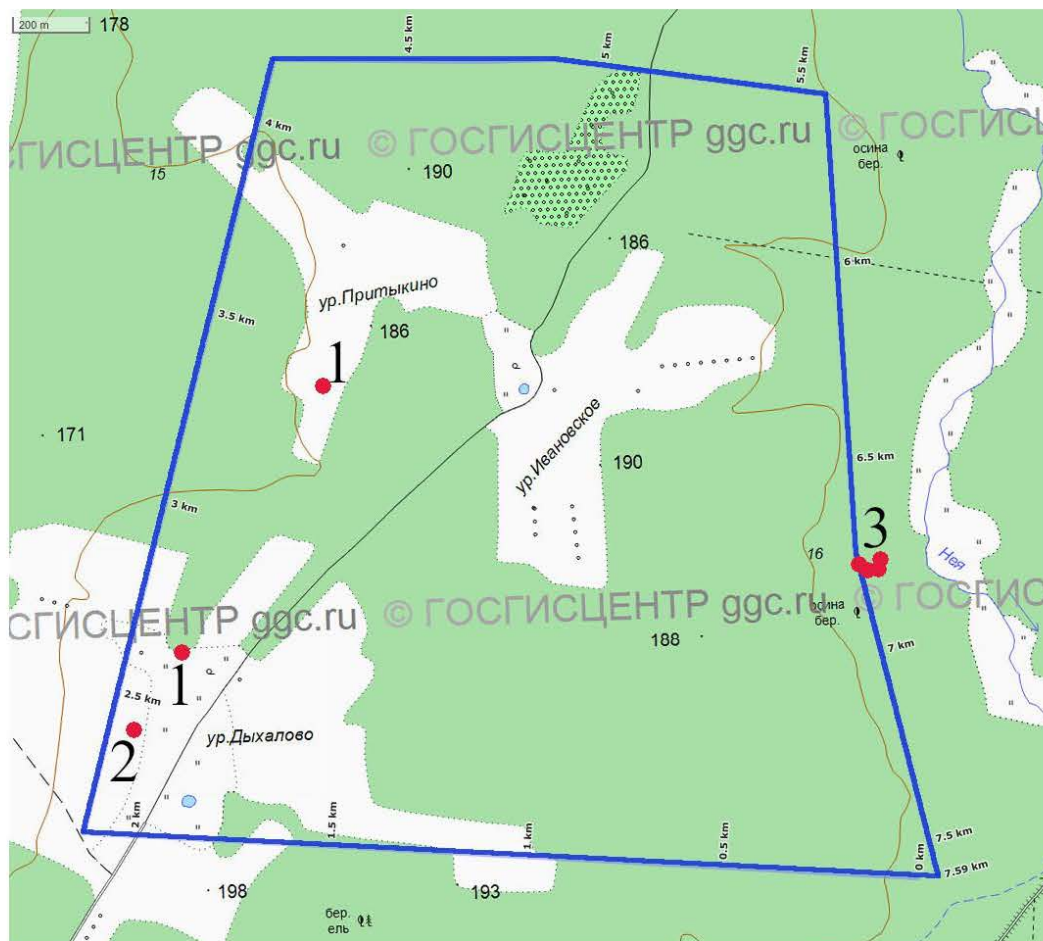 200 m
178
4.5 km
5 km
5.5 km
4 km
ГИСЦЕНТР ggc.ru © ГОСГИСЦЕНТР ggc.ru © ГОСГИСЦ
осина
бер.
15
190
186
6 km
ур.Притыкино
3.5 km
186
1
171
ур.Ивановское
190
6.5 km
3 km
3
16
Нея
СГИСЦЕНТР ggc.ru © ГОСГИСЦЕНТР ggc.ru © ГОСГИС
осина
бер.
188
7 km
1
2.5 km
ур.Дыхалово
2
2 km
1.5 km
1 km
0.5 km
0 km
7.5 km
7.59 km
198
193
бер.
ель